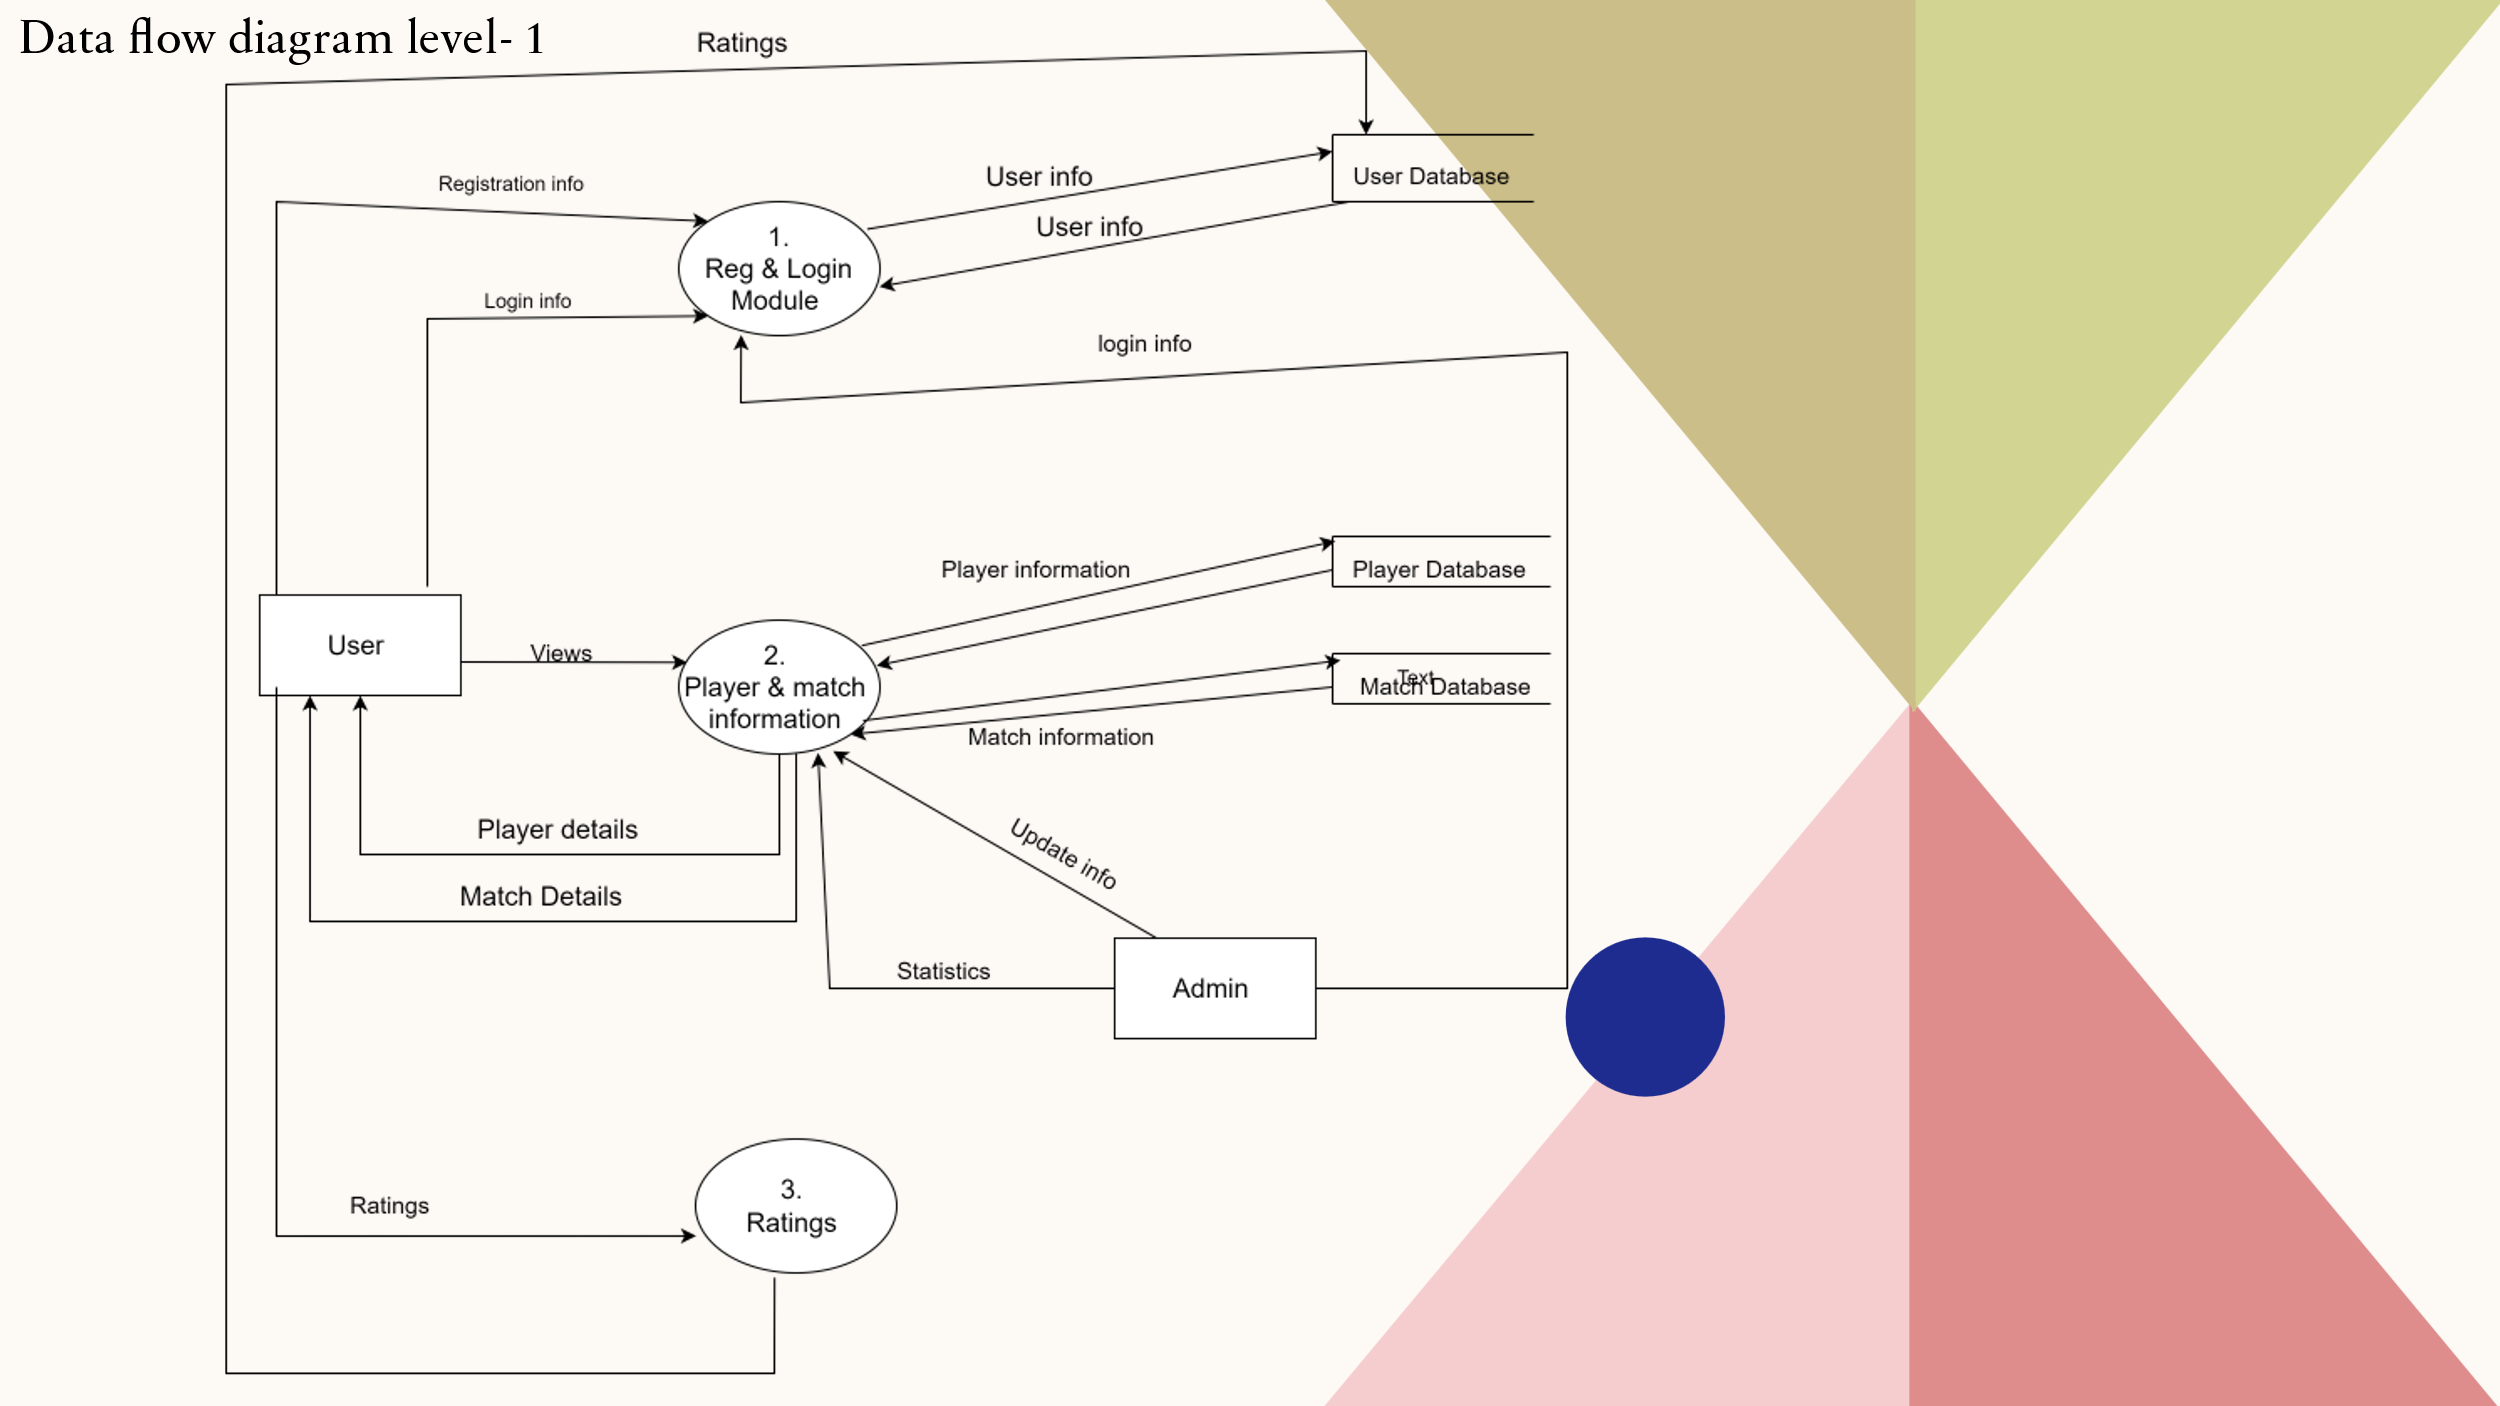 Data flow diagram level- 1
Ratings
Registration info
User info
User Database
User info
1.
Reg & Login
Module
Login info
login info
Player information
Player Database
User
Views
2.
Player & match
information
Text
Match Database
Match information
Player details
Update info
Match Details
Statistics
Admin
Ratings
3.
Ratings